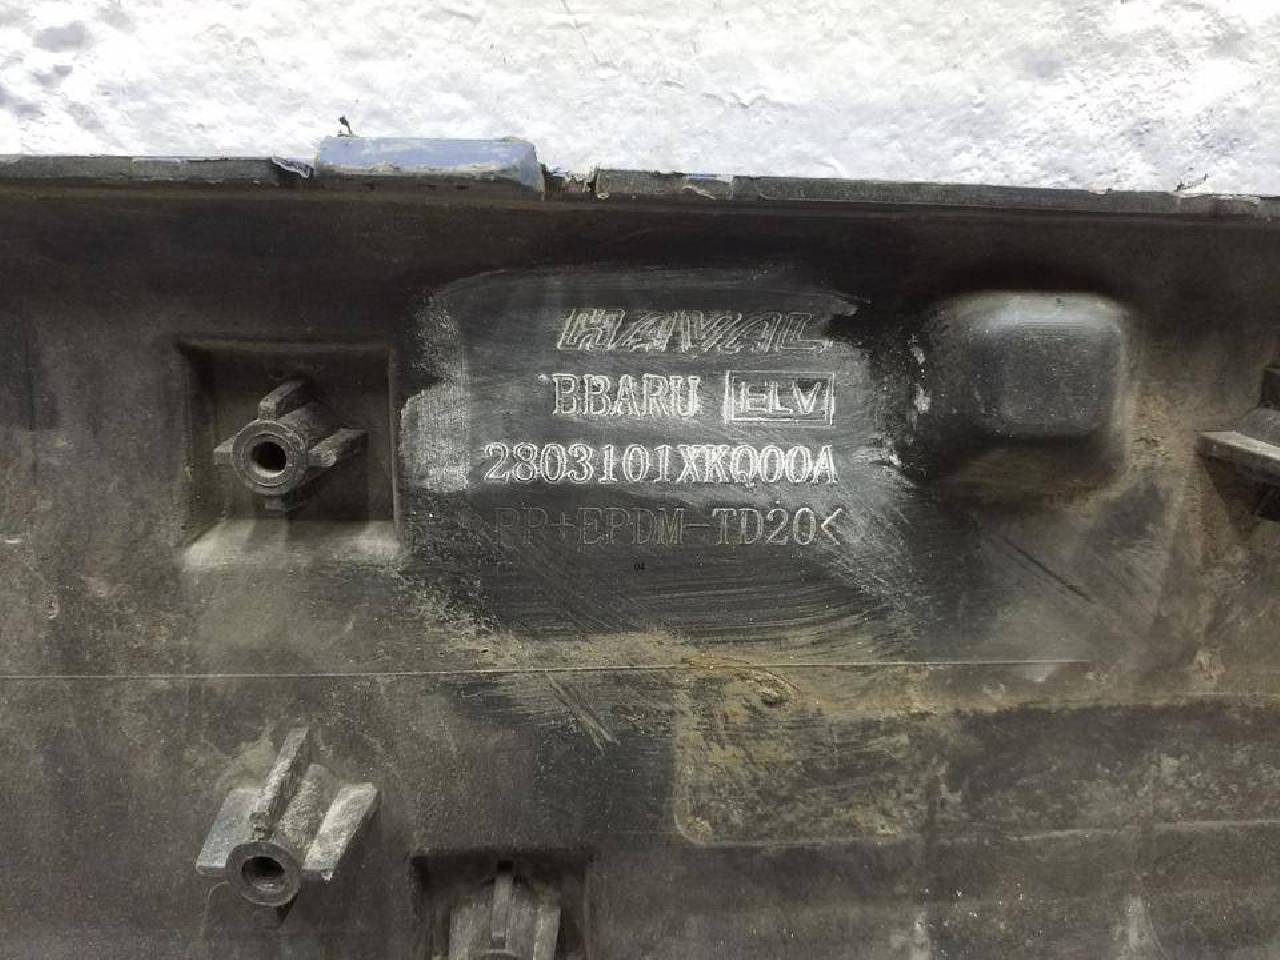 HAVAL
BBARU ELV
2803101XKQ00A
PP+EPDM-TD20<